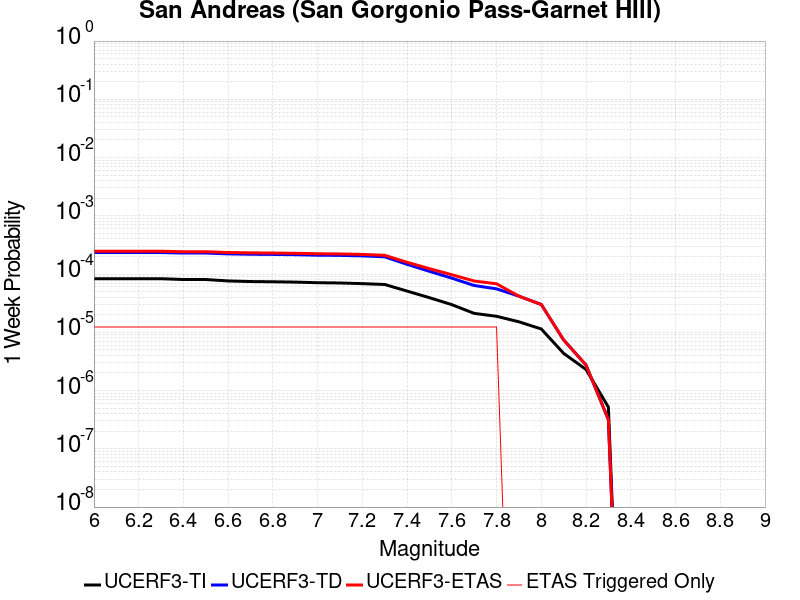 San Andreas (San Gorgonio Pass-Garnet HIll)
10^0
10^-1
10^-2
10^-3
10^-4
10^-5
10^-6
10^-7
10^-8
1 Week Probability
6 6.2 6.4 6.6 6.8 7 7.2 7.4 7.6 7.8 8 8.2 8.4 8.6 8.8 9
Magnitude
UCERF3-TI UCERF3-TD UCERF3-ETAS ETAS Triggered Only